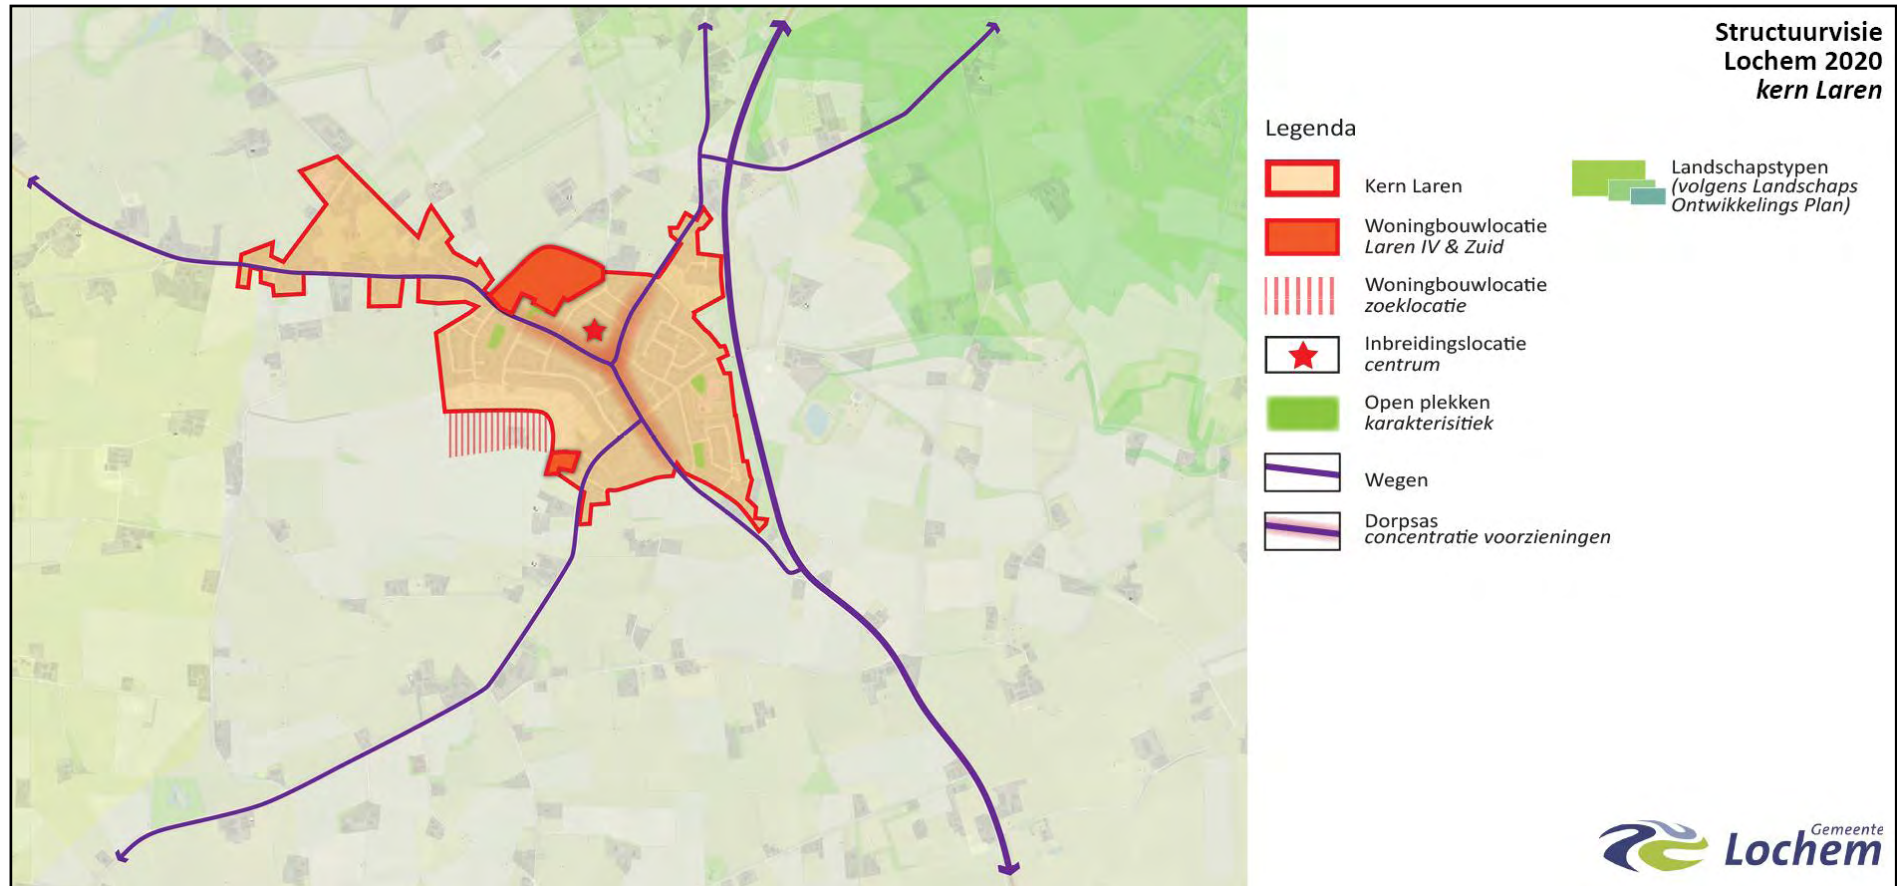 Structuurvisie
Lochem 2020
kern Laren
Legenda
Kern Laren
Woningbouwlocatie
Laren IV & Zuid
Woningbouwlocatie
zoeklocatie
Inbreidingslocatie
centrum
Open plekken
karakterisitiek
Wegen
Dorpsas
concentratie voorzieningen
Landschapstypen
(volgens Landschaps
Ontwikkelings Plan)
Gemeente
Lochem